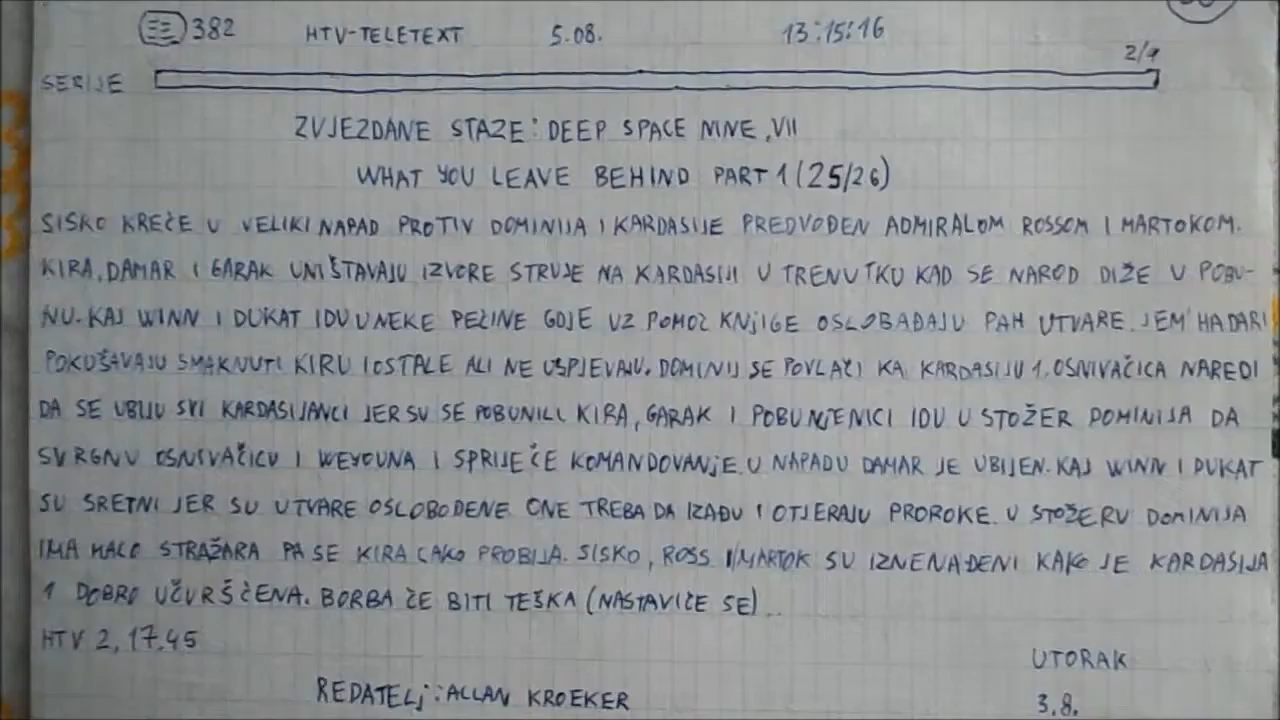 382 HTV-TELETEXT 5.08. 13:15:16
2/1
SERIJE
ZVJEZDANE STAZE: DEEP SPACE NINE, VII
WHAT YOU LEAVE BEHIND PART 1 (25/26)
SISKO KREĆE U VELIKI NAPAD PROTIV DOMINIJA I KARDASIJE PREDVOĐEN ADMIRALOM ROSSOM I MARTOKOM.
KIRA, DAMAR I GARAK UNIŠTAVAJU IZVORE STRUJE NA KARDASIJI U TRENUTKU KAD SE NAROD DIŽE U POBU-
NU. KAJ WINN I DUKAT IDU U NEKE PEĆINE GDJE UZ POMOĆ KNJIGE OSLOBAĐAJU PAH UTVARE. JEM'HADARI
POKUŠAVAJU SMAKNUTI KIRU I OSTALE ALI NE USPJEVAJU. DOMINIJ SE POVLAČI KA KARDASIJU 1. OSNIVAČICA NAREDI
DA SE UBIJU SVI KARDASIJANCI JER SU SE POBUNILI. KIRA, GARAK I POBUNJENICI IDU U STOŽER DOMINIJA DA
SVRGNU OSNIVAČICU I WEYOUNA I SPRIJEČE KOMANDOVANJE. U NAPADU DAMAR JE UBIJEN. KAJ WINN I DUKAT
SU SRETNI JER SU UTVARE OSLOBOĐENE. ONE TREBA DA IZAĐU I OTJERAJU PROROKE. U STOŽERU DOMINIJA
IMA MALO STRAŽARA PA SE KIRA LAKO PROBIJA. SISKO, ROSS I MARTOK SU IZNENAĐENI KAKO JE KARDASIJA
1 DOBRO UČVRŠĆENA. BORBA ĆE BITI TEŠKA (NASTAVIĆE SE)..
HTV 2, 17.45
UTORAK
REDATELJ: ALLAN KROEKER
3.8.